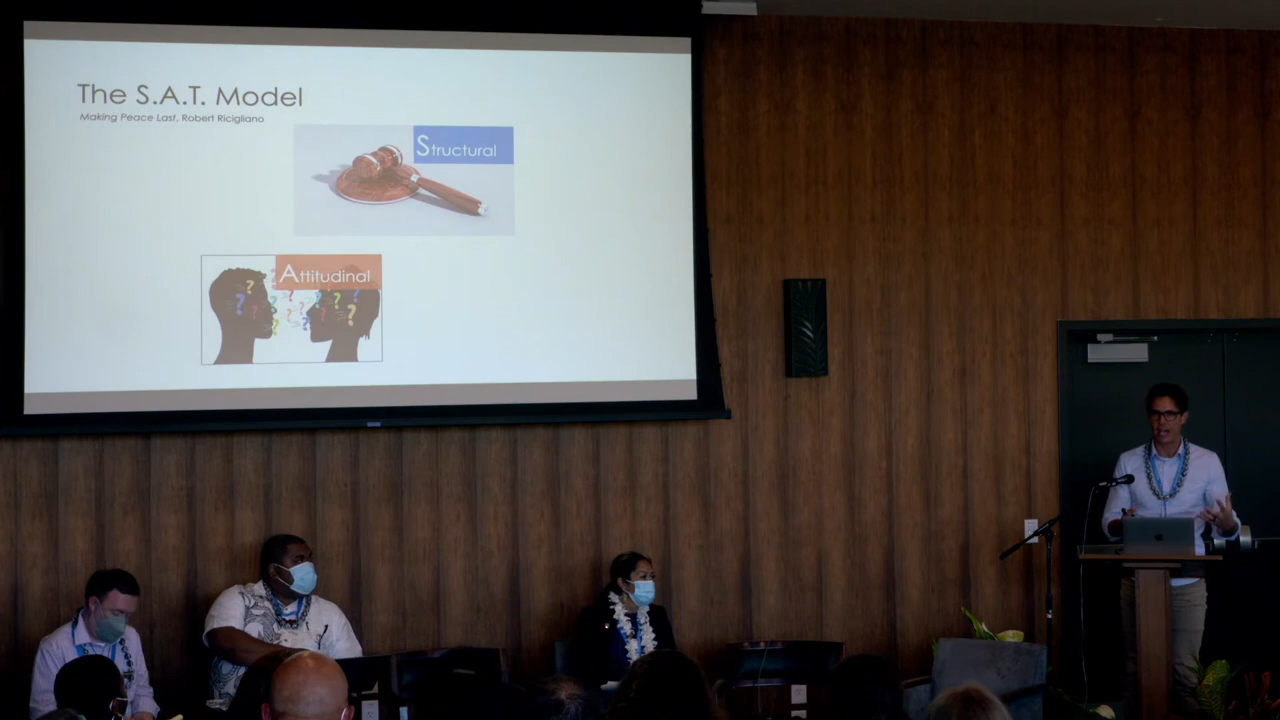 The S.A.T. Model
Making Peace Last, Robert Ricigliano
Structural
Attitudinal